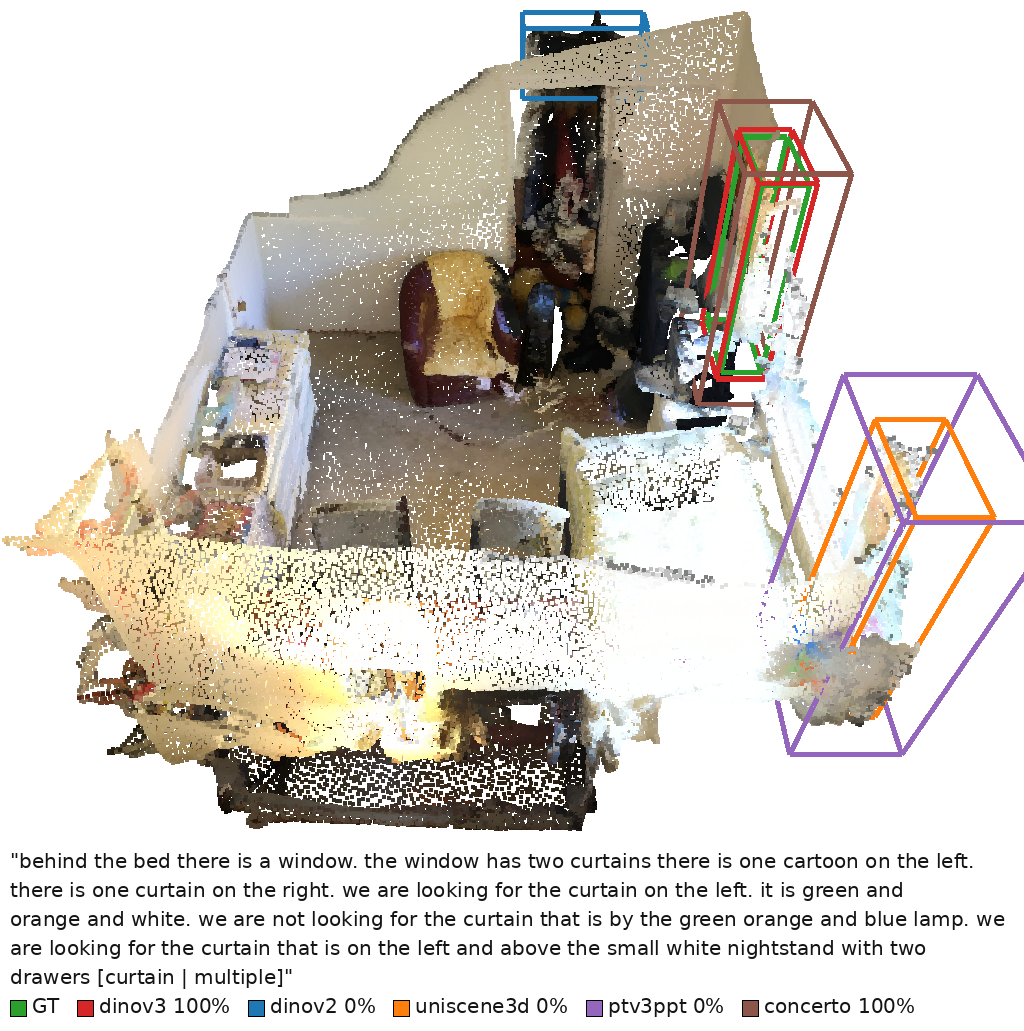 "behind the bed there is a window. the window has two curtains there is one cartoon on the left.
there is one curtain on the right. we are looking for the curtain on the left. it is green and
orange and white. we are not looking for the curtain that is by the green orange and blue lamp. we
are looking for the curtain that is on the left and above the small white nightstand with two
drawers [curtain | multiple]"
GT dinov3 100% dinov2 0% uniscene3d 0% ptv3ppt 0% concerto 100%